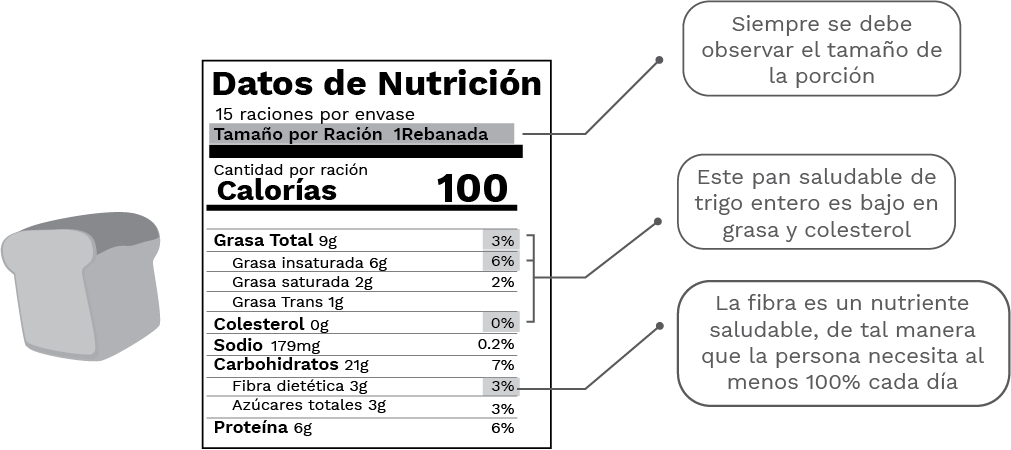 Siempre se debe
observar el tamaño de
la porción
Datos de Nutrición
15 raciones por envase
Tamaño por Ración 1Rebanada
Cantidad por ración
Calorías 100
Este pan saludable de
trigo entero es bajo en
grasa y colesterol
Grasa Total 9g 3%
Grasa insaturada 6g 6%
Grasa saturada 2g 2%
Grasa Trans 1g
Colesterol 0g 0%
Sodio 179mg 0.2%
Carbohidratos 21g 7%
Fibra dietética 3g 3%
Azúcares totales 3g 3%
Proteína 6g 6%
La fibra es un nutriente
saludable, de tal manera
que la persona necesita al
menos 100% cada día